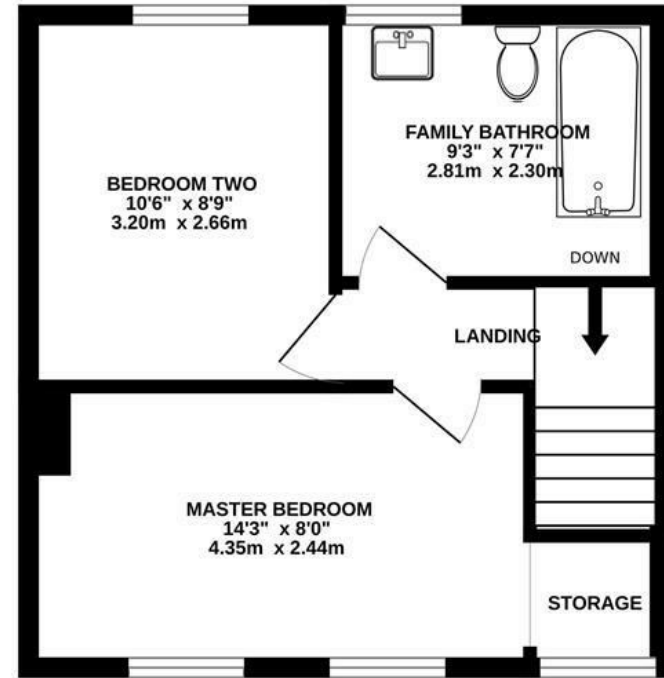 BEDROOM TWO
10'6" x 8'9"
3.20m x 2.66m
FAMILY BATHROOM
9'3" x 7'7"
2.81m x 2.30m
DOWN
LANDING
MASTER BEDROOM
14'3" x 8'0"
4.35m x 2.44m
STORAGE